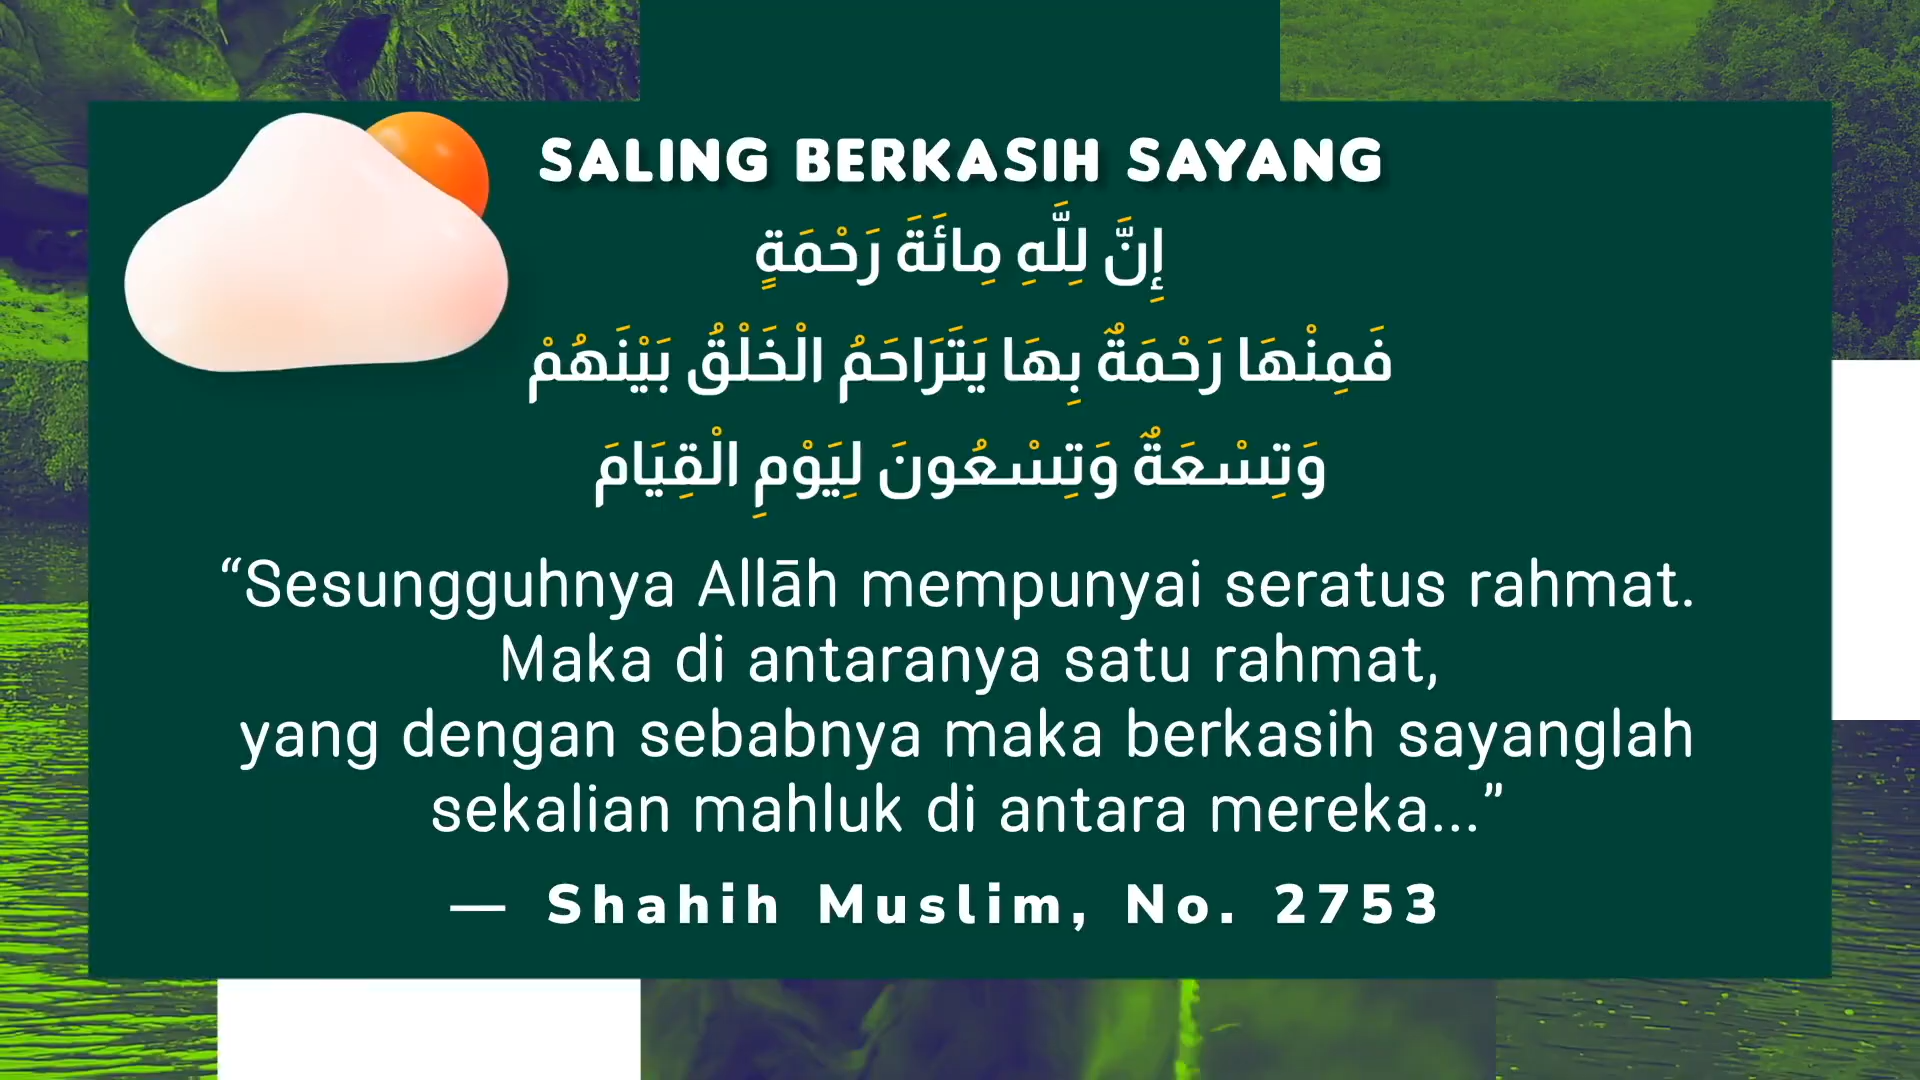 SALING BERKASIH SAYANG
إِنَّ لِلَّهِ مِائَةَ رَحْمَةٍ
فَمِنْهَا رَحْمَةٌ بِهَا يَتَرَاحَمُ الْخَلْقُ بَيْنَهُمْ
وَتِسْعَةٌ وَتِسْعُونَ لِيَوْمِ الْقِيَامَ
“Sesungguhnya Allāh mempunyai seratus rahmat.
Maka di antaranya satu rahmat,
yang dengan sebabnya maka berkasih sayanglah
sekalian mahluk di antara mereka...”
— Shahih Muslim, No. 2753